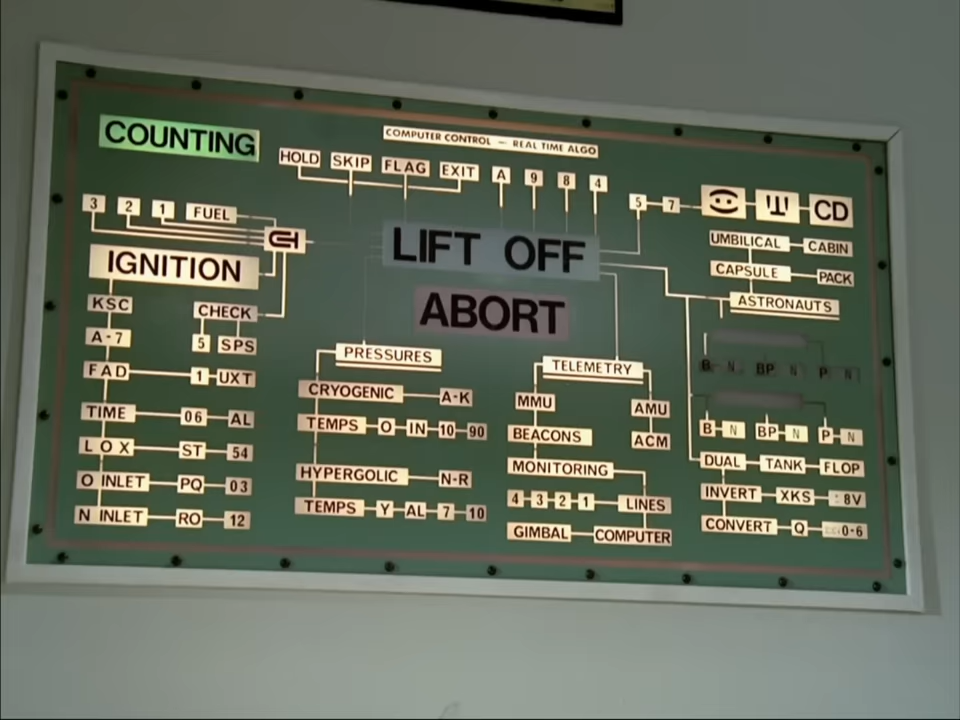 COMPUTER CONTROL - REAL TIME ALGO
COUNTING
HOLD SKIP FLAG EXIT A 9 8 4
5 7 CD
3 2 1 FUEL
LIFT OFF
UMBILICAL CABIN
IGNITION
CAPSULE PACK
ABORT
ASTRONAUTS
KSC CHECK
A-7 5 SPS
PRESSURES
TELEMETRY
B N BP N P N
FAD 1 UXT
CRYOGENIC A-K
MMU AMU
TIME 06 AL
TEMPS O IN 10 90
BEACONS ACM
B N BP N P N
LOX ST 54
HYPERGOLIC N-R
MONITORING
DUAL TANK FLOP
O INLET PQ 03
TEMPS Y AL 7 10
4 3 2 1 LINES
INVERT XKS 8V
N INLET RO 12
GIMBAL COMPUTER
CONVERT Q 0-6